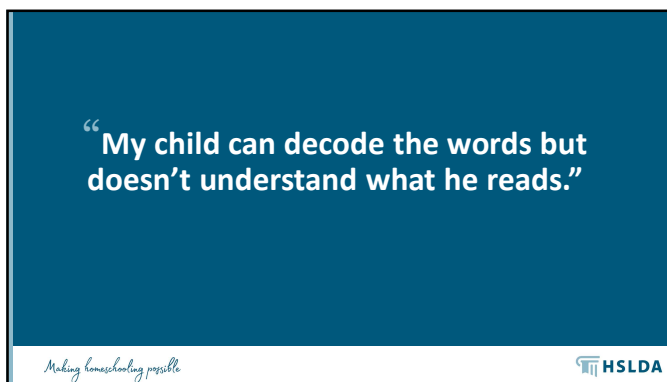 “My child can decode the words but
doesn’t understand what he reads.”
Making homeschooling possible
HSLDA